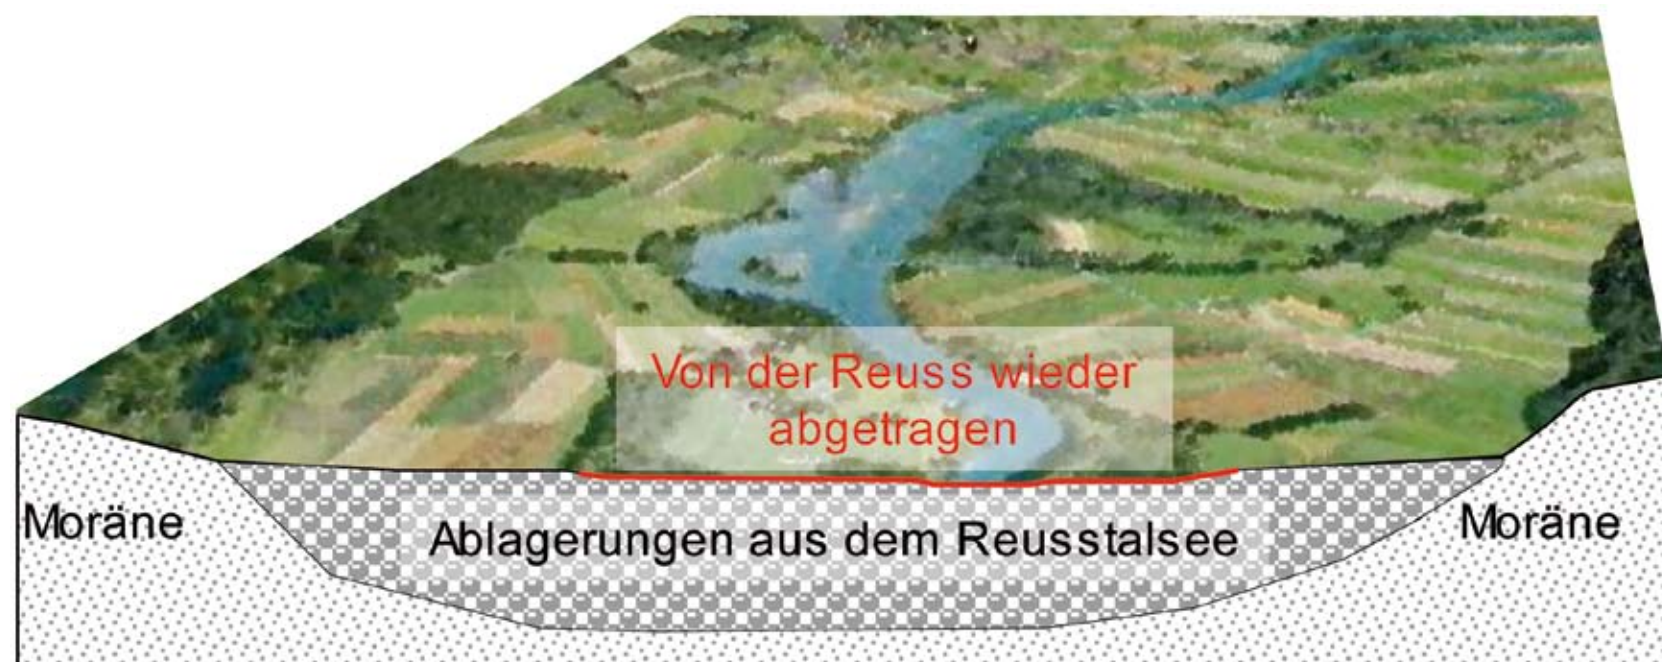 Von der Reuss wieder
abgetragen
Moräne
Ablagerungen aus dem Reusstalsee
Moräne